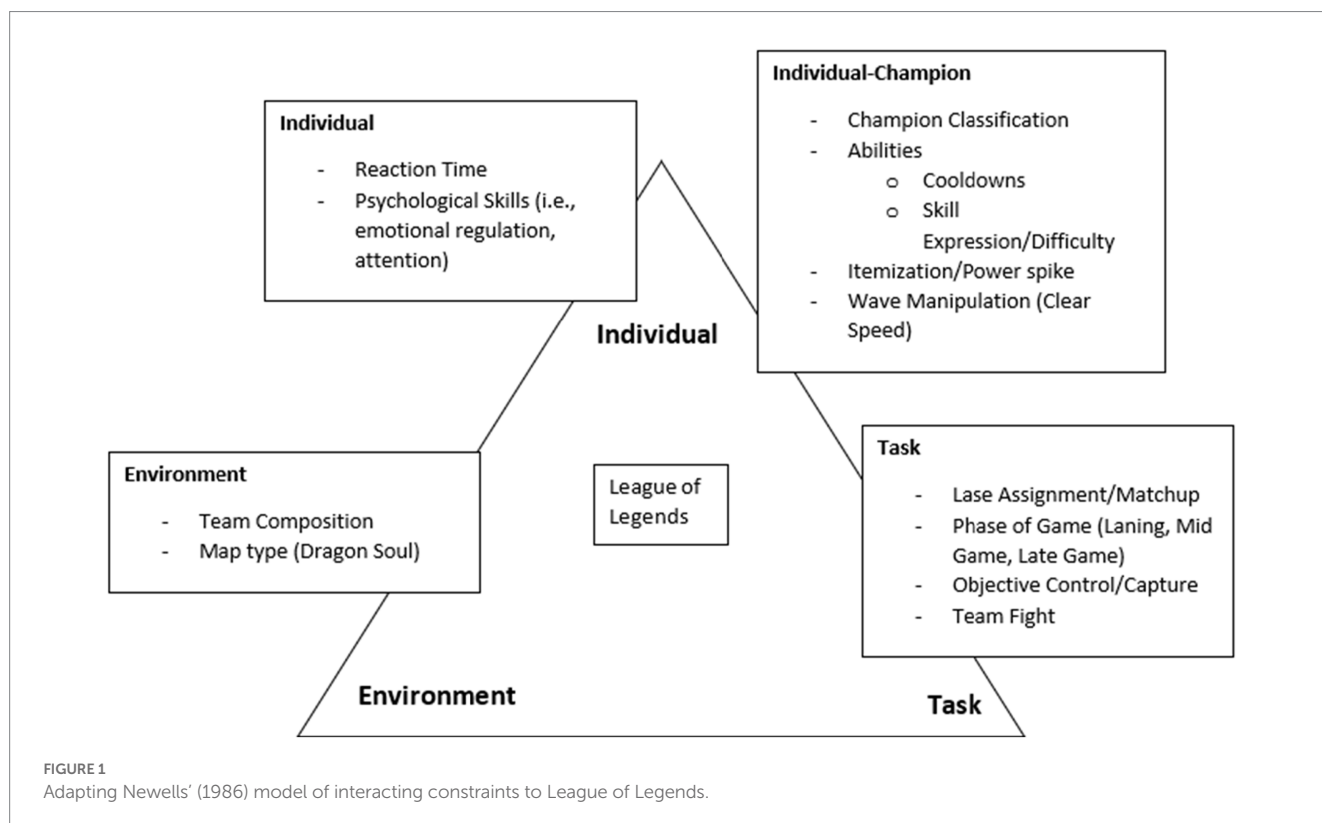 Individual
- Reaction Time
- Psychological Skills (i.e.,
emotional regulation,
attention)
Individual-Champion
- Champion Classification
- Abilities
o Cooldowns
o Skill
Expression/Difficulty
- Itemization/Power spike
- Wave Manipulation (Clear
Speed)
Individual
Environment
- Team Composition
- Map type (Dragon Soul)
League of
Legends
Task
- Lase Assignment/Matchup
- Phase of Game (Laning, Mid
Game, Late Game)
- Objective Control/Capture
- Team Fight
Environment
Task
FIGURE 1
Adapting Newells’ (1986) model of interacting constraints to League of Legends.